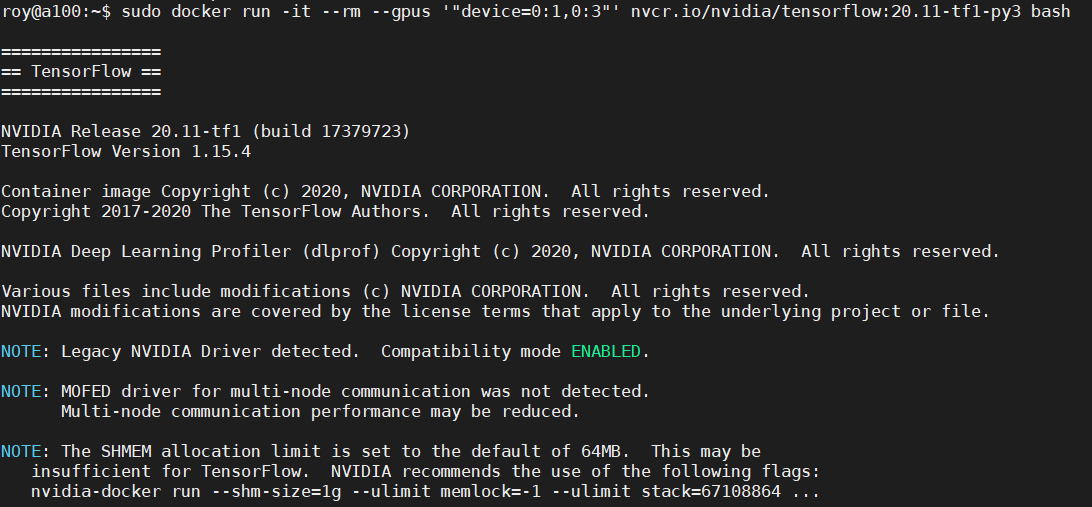 roy@a100:~$ sudo docker run -it --rm --gpus '"device=0:1,0:3"' nvcr.io/nvidia/tensorflow:20.11-tf1-py3 bash
================
== TensorFlow ==
================
NVIDIA Release 20.11-tf1 (build 17379723)
TensorFlow Version 1.15.4
Container image Copyright (c) 2020, NVIDIA CORPORATION.  All rights reserved.
Copyright 2017-2020 The TensorFlow Authors.  All rights reserved.
NVIDIA Deep Learning Profiler (dlprof) Copyright (c) 2020, NVIDIA CORPORATION.  All rights reserved.
Various files include modifications (c) NVIDIA CORPORATION.  All rights reserved.
NVIDIA modifications are covered by the license terms that apply to the underlying project or file.
NOTE: Legacy NVIDIA Driver detected.  Compatibility mode ENABLED.
NOTE: MOFED driver for multi-node communication was not detected.
      Multi-node communication performance may be reduced.
NOTE: The SHMEM allocation limit is set to the default of 64MB.  This may be
   insufficient for TensorFlow.  NVIDIA recommends the use of the following flags:
   nvidia-docker run --shm-size=1g --ulimit memlock=-1 --ulimit stack=67108864 ...